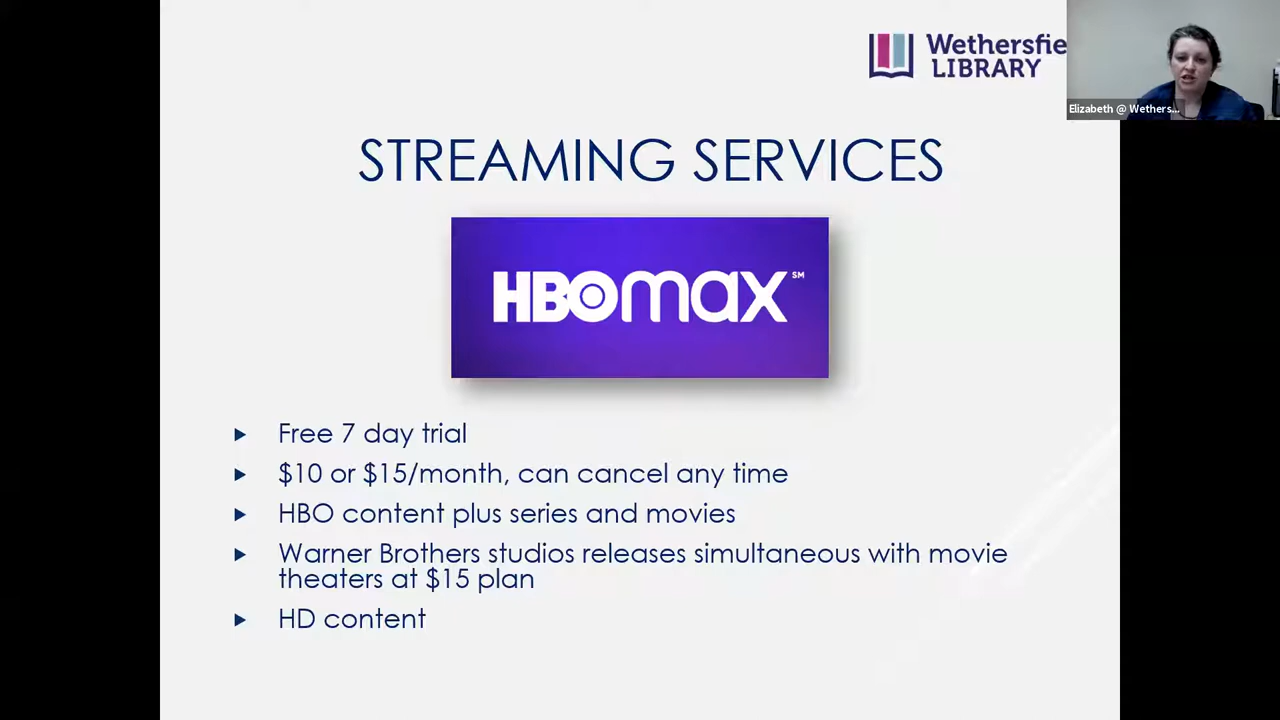 Wethersfie
LIBRARY
Elizabeth @ Wethers...
STREAMING SERVICES
HBOMAX SM
Free 7 day trial
$10 or $15/month, can cancel any time
HBO content plus series and movies
Warner Brothers studios releases simultaneous with movie
theaters at $15 plan
HD content